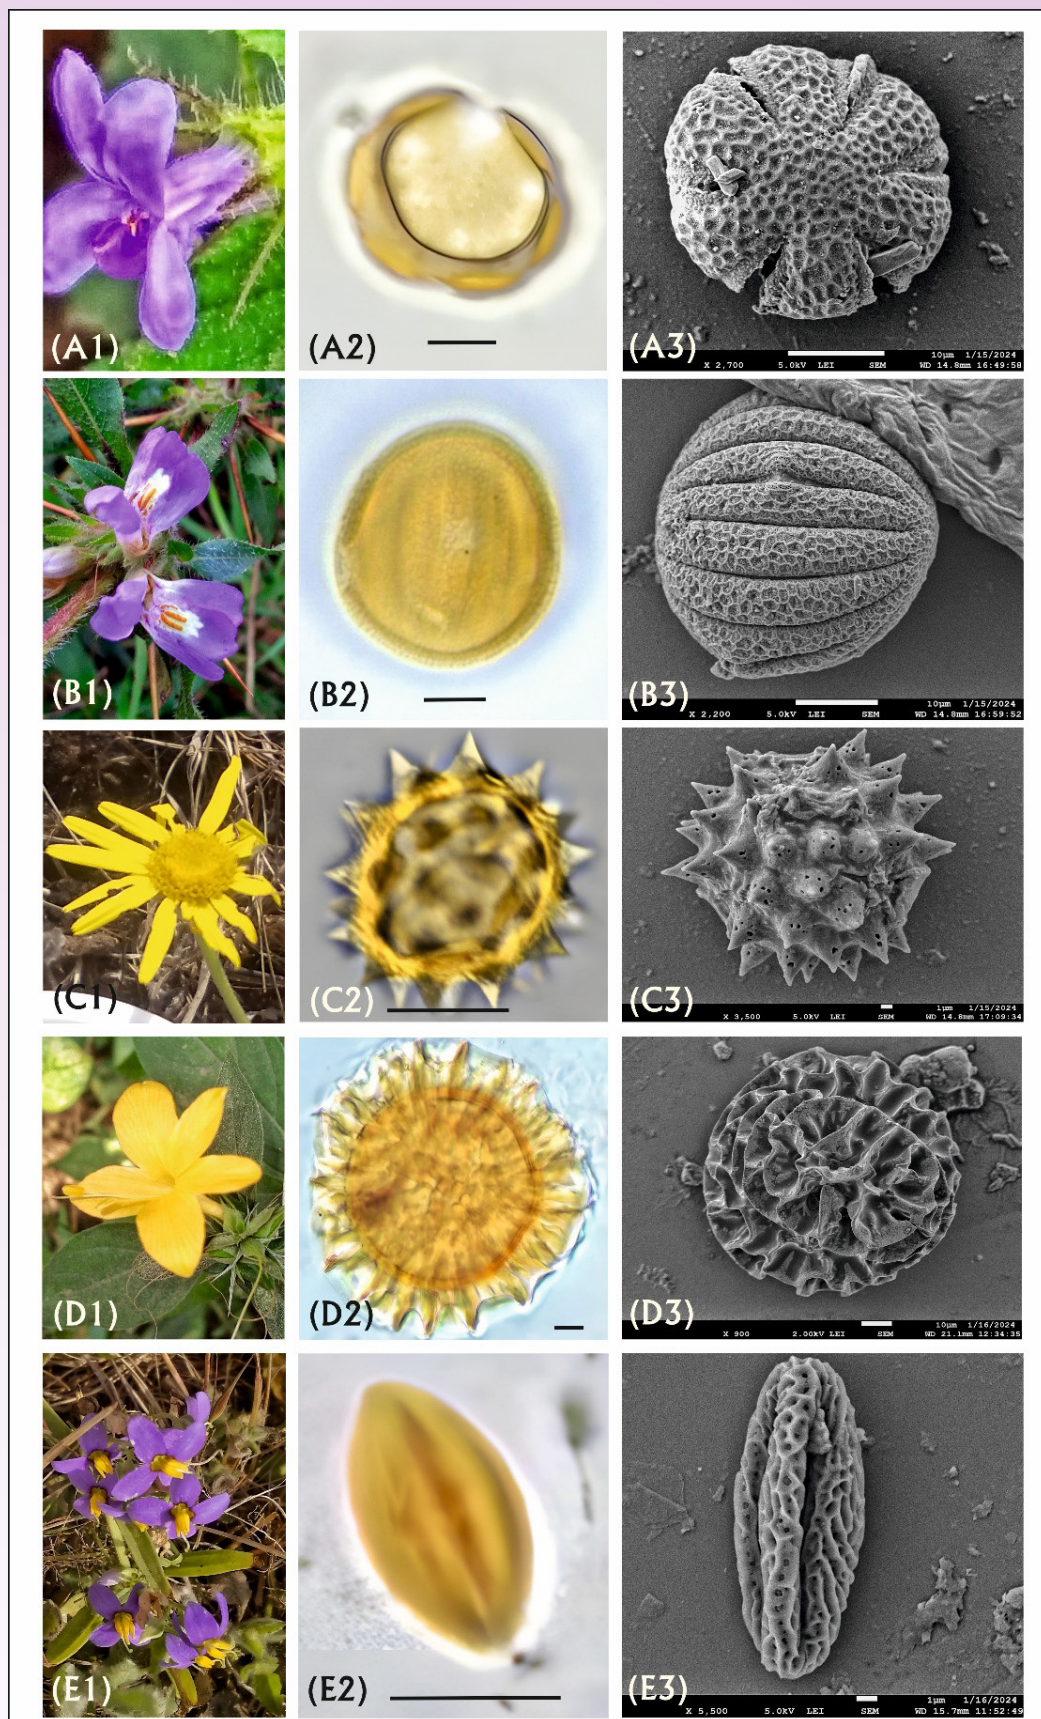 (A1)
(A2)
(A3)
10µm 1/15/2024
X 2,700 5.0kV LEI SEM WD 14.8mm 16:49:58
(B1)
(B2)
(B3)
10µm 1/15/2024
X 2,200 5.0kV LEI SEM WD 14.8mm 16:59:52
(C1)
(C2)
(C3)
1µm 1/15/2024
X 3,500 5.0kV LEI SEM WD 14.8mm 17:09:34
(D1)
(D2)
(D3)
10µm 1/16/2024
X 900 2.00kV LEI SEM WD 21.1mm 12:34:35
(E1)
(E2)
(E3)
1µm 1/16/2024
X 5,500 5.0kV LEI SEM WD 15.7mm 11:52:49